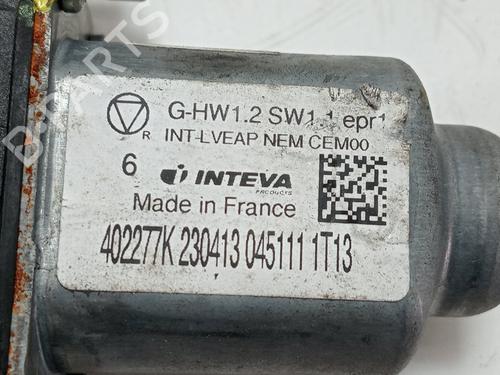 G-HW1.2 SW1.1 epr1
R INT-LVEAP NEM CEM00
6 INTEVA
PRODUCTS
Made in France
402277K 230413 045111 1T13